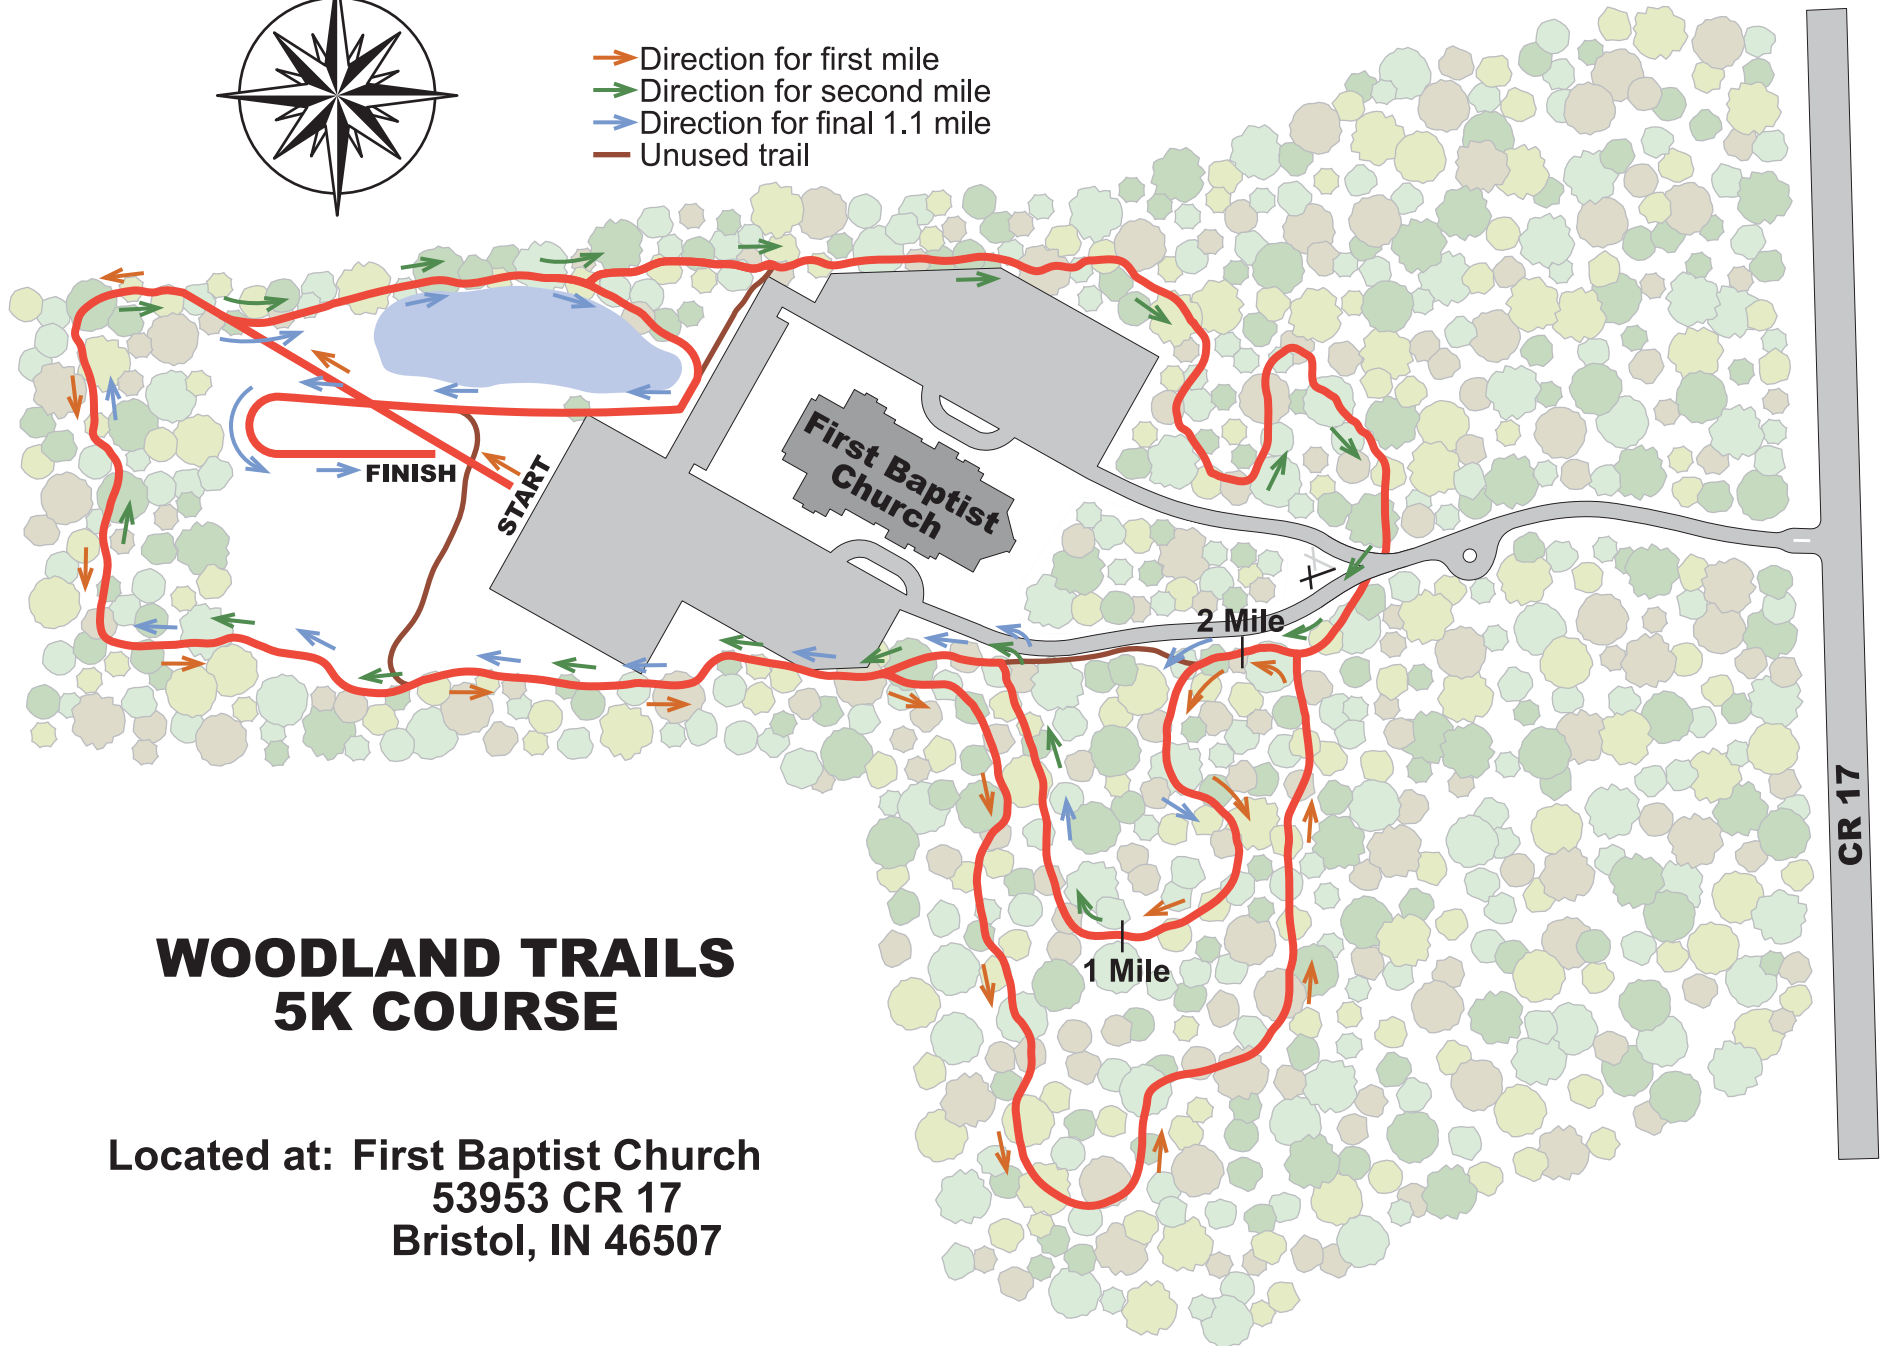 Direction for first mile
Direction for second mile
Direction for final 1.1 mile
Unused trail
First Baptist
Church
FINISH
START
2 Mile
1 Mile
CR 17
WOODLAND TRAILS
5K COURSE
Located at: First Baptist Church
53953 CR 17
Bristol, IN 46507